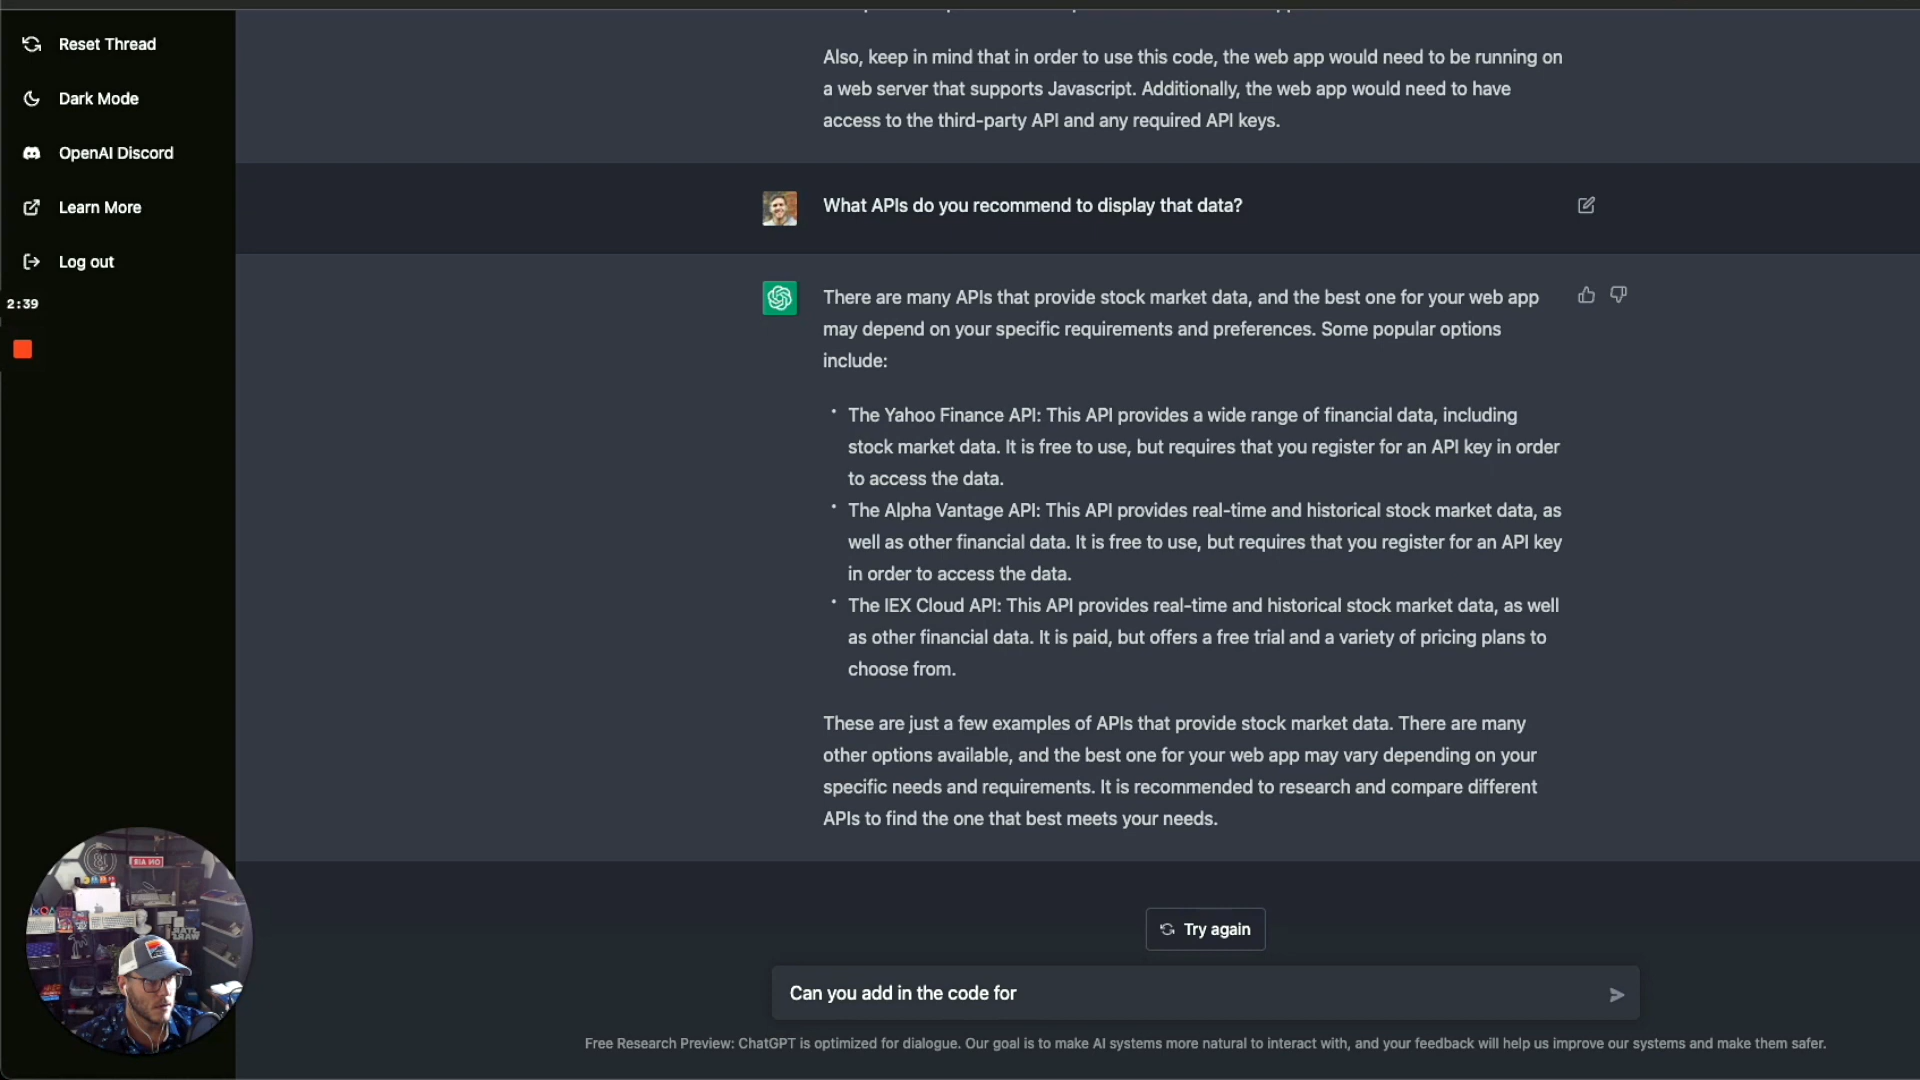 Reset Thread
Dark Mode
OpenAI Discord
Learn More
Log out
2:39
Also, keep in mind that in order to use this code, the web app would need to be running on
a web server that supports Javascript. Additionally, the web app would need to have
access to the third-party API and any required API keys.
What APIs do you recommend to display that data?
There are many APIs that provide stock market data, and the best one for your web app
may depend on your specific requirements and preferences. Some popular options
include:
• The Yahoo Finance API: This API provides a wide range of financial data, including
stock market data. It is free to use, but requires that you register for an API key in order
to access the data.
• The Alpha Vantage API: This API provides real-time and historical stock market data, as
well as other financial data. It is free to use, but requires that you register for an API key
in order to access the data.
• The IEX Cloud API: This API provides real-time and historical stock market data, as well
as other financial data. It is paid, but offers a free trial and a variety of pricing plans to
choose from.
These are just a few examples of APIs that provide stock market data. There are many
other options available, and the best one for your web app may vary depending on your
specific needs and requirements. It is recommended to research and compare different
APIs to find the one that best meets your needs.
Try again
Can you add in the code for
Free Research Preview: ChatGPT is optimized for dialogue. Our goal is to make AI systems more natural to interact with, and your feedback will help us improve our systems and make them safer.
ON AIR
STAR
WARS